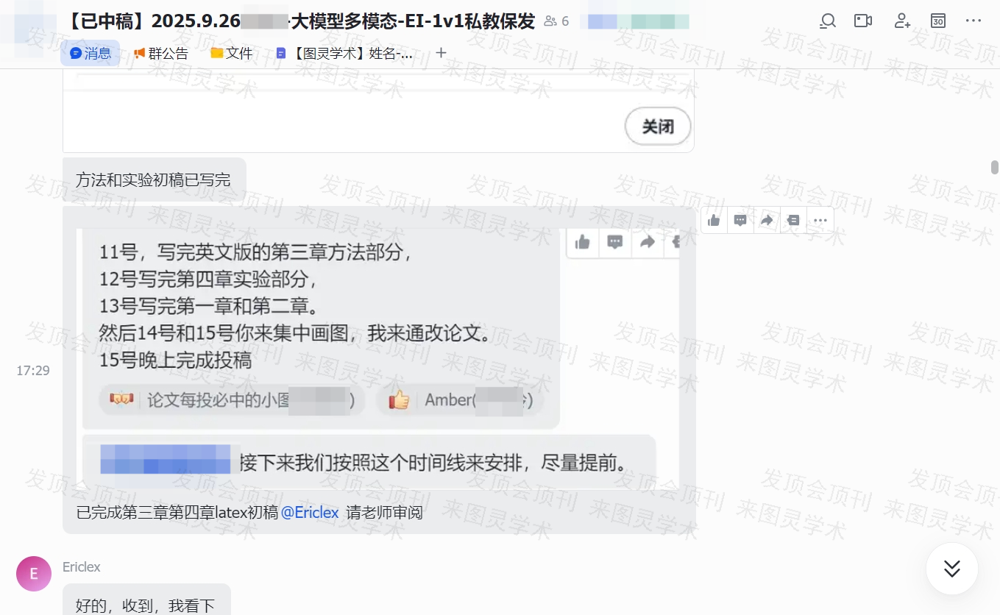 【已中稿】2025.9.26 -大模型多模态-EI-1v1私教保发 6
30
消息 群公告 文件 【图灵学术】姓名-... +
关闭
方法和实验初稿已写完
11号，写完英文版的第三章方法部分，
12号写完第四章实验部分，
13号写完第一章和第二章。
然后14号和15号你来集中画图，我来通改论文。
15号晚上完成投稿
17:29
论文每投必中的小图 ) Amber( )
接下来我们按照这个时间线来安排，尽量提前。
已完成第三章第四章latex初稿@Ericlex 请老师审阅
E
Ericlex
好的，收到，我看下
发顶会顶刊
来图灵学术